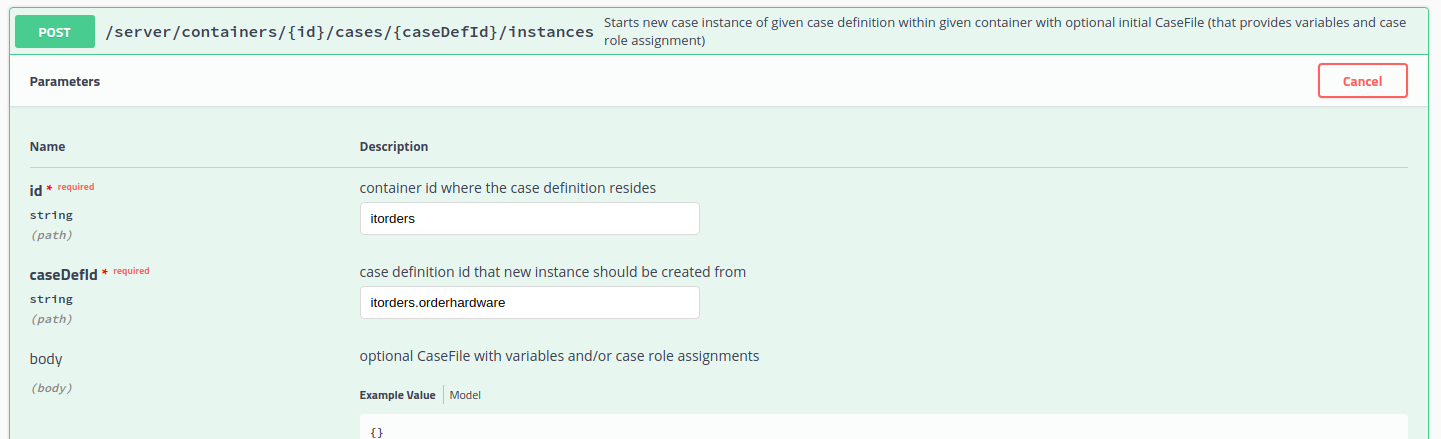 POST /server/containers/{id}/cases/{caseDefId}/instances Starts new case instance of given case definition within given container with optional initial CaseFile (that provides variables and case
role assignment)
Parameters Cancel
Name Description
id * required container id where the case definition resides
string itorders
(path)
caseDefId * required case definition id that new instance should be created from
string itorders.orderhardware
(path)
body optional CaseFile with variables and/or case role assignments
(body)
Example Value Model
{}